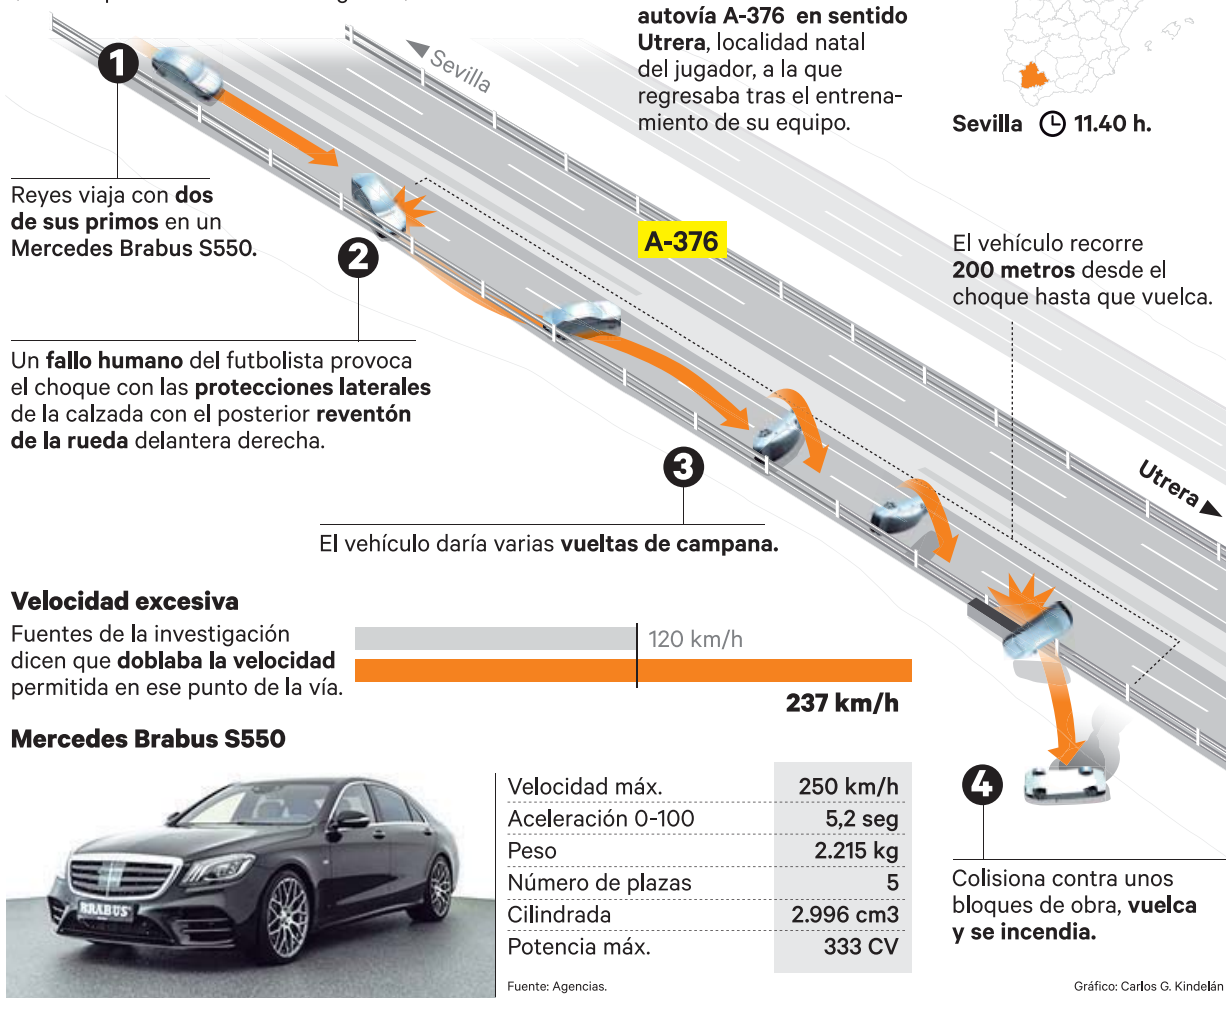 autovía A-376 en sentido
Utrera, localidad natal
del jugador, a la que
regresaba tras el entrena-
miento de su equipo.
Sevilla 11.40 h.
Sevilla
1
Reyes viaja con dos
de sus primos en un
Mercedes Brabus S550.
2
Un fallo humano del futbolista provoca
el choque con las protecciones laterales
de la calzada con el posterior reventón
de la rueda delantera derecha.
A-376
El vehículo recorre
200 metros desde el
choque hasta que vuelca.
3
El vehículo daría varias vueltas de campana.
Utrera
Velocidad excesiva
Fuentes de la investigación
dicen que doblaba la velocidad
permitida en ese punto de la vía.
120 km/h
237 km/h
4
Colisiona contra unos
bloques de obra, vuelca
y se incendia.
Mercedes Brabus S550
BRABUS
Velocidad máx. 250 km/h
Aceleración 0-100 5,2 seg
Peso 2.215 kg
Número de plazas 5
Cilindrada 2.996 cm3
Potencia máx. 333 CV
Fuente: Agencias.
Gráfico: Carlos G. Kindelán